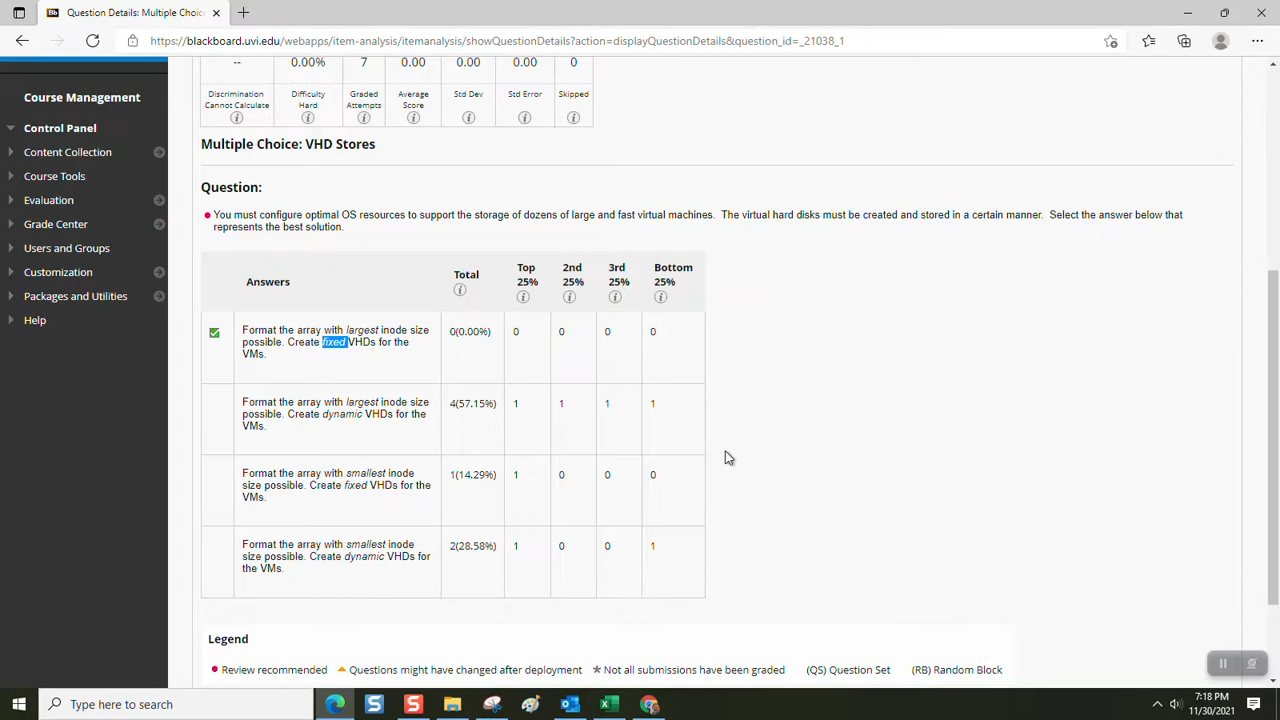 Question Details: Multiple Choice
https://blackboard.uvi.edu/webapps/item-analysis/itemanalysis/showQuestionDetails?action=displayQuestionDetails&question_id=_21038_1
Course Management
Control Panel
Content Collection
Course Tools
Evaluation
Grade Center
Users and Groups
Customization
Packages and Utilities
Help
-- 0.00% 7 0.00 0.00 0.00 0
Discrimination Difficulty Graded Average Std Dev Std Error Skipped
Cannot Calculate Hard Attempts Score
Multiple Choice: VHD Stores
Question:
You must configure optimal OS resources to support the storage of dozens of large and fast virtual machines. The virtual hard disks must be created and stored in a certain manner. Select the answer below that
represents the best solution.
Answers Total Top 25% 2nd 25% 3rd 25% Bottom 25%
Format the array with largest inode size
possible. Create fixed VHDs for the
VMs.
0(0.00%) 0 0 0 0
Format the array with largest inode size
possible. Create dynamic VHDs for the
VMs.
4(57.15%) 1 1 1 1
Format the array with smallest inode
size possible. Create fixed VHDs for the
VMs.
1(14.29%) 1 0 0 0
Format the array with smallest inode
size possible. Create dynamic VHDs for
the VMs.
2(28.58%) 1 0 0 1
Legend
Review recommended Questions might have changed after deployment Not all submissions have been graded (QS) Question Set (RB) Random Block
Type here to search
7:18 PM
11/30/2021